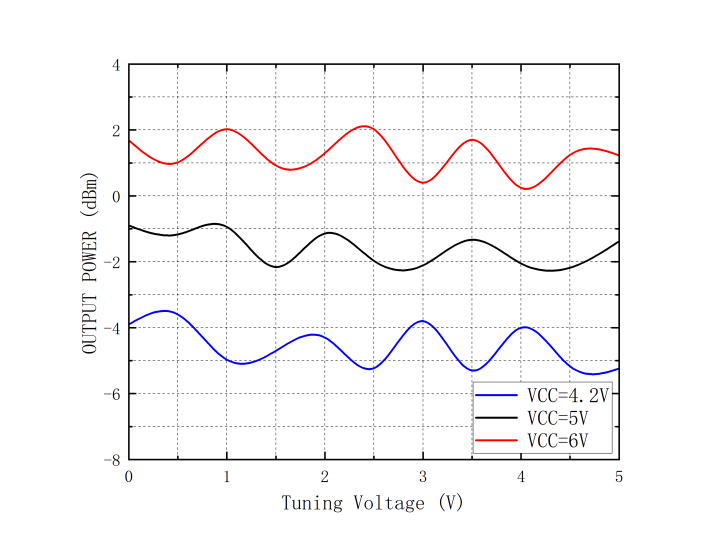 4
2
0
-2
-4
-6
-8
OUTPUT POWER (dBm)
VCC=4.2V
VCC=5V
VCC=6V
0 1 2 3 4 5
Tuning Voltage (V)